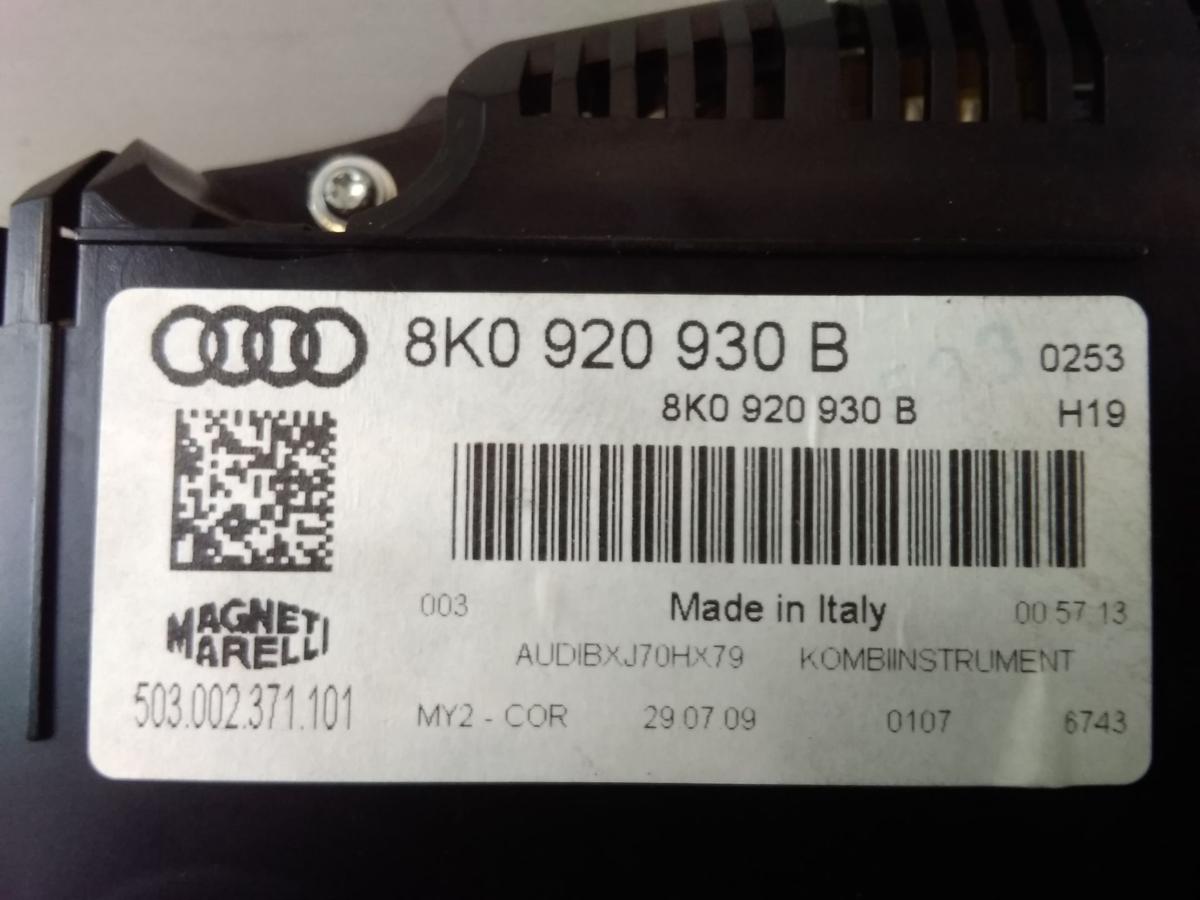 8K0 920 930 B 0253
8K0 920 930 B H19
003 Made in Italy 00 57 13
MAGNETI
MARELLI
AUDIBXJ70HX79 KOMBIINSTRUMENT
503.002.371.101 MY2 - COR 29 07 09 0107 6743